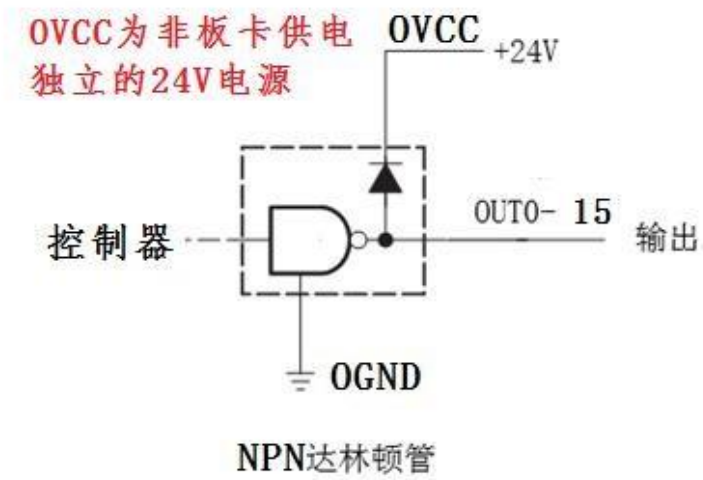 OVCC为非板卡供电
独立的24V电源
OVCC
+24V
控制器
OUT0- 15
输出
OGND
NPN达林顿管